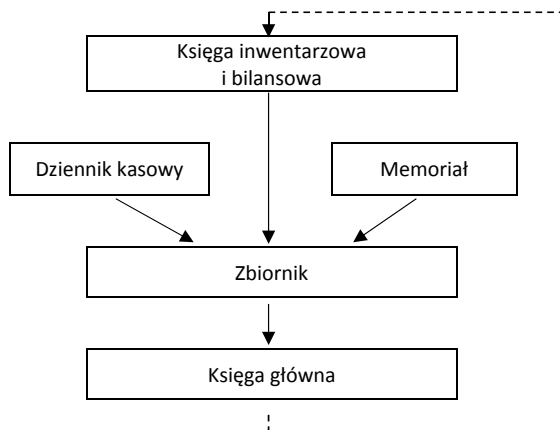 Księga inwentarzowa
i bilansowa
Dziennik kasowy
Memoriał
Zbiornik
Księga główna